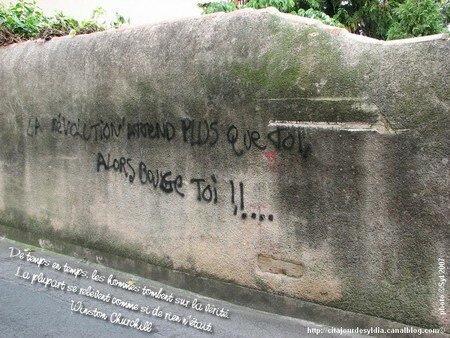 LA RÉVOLUTION N'ATTEND PLUS QUE TOI,
ALORS BOUGE TOI !!....
De temps en temps, les hommes tombent sur la vérité.
La plupart se relèvent comme si de rien n'était.
Winston Churchill
photo ©Syl 2007
http://citajourdesyldia.canalblog.com/